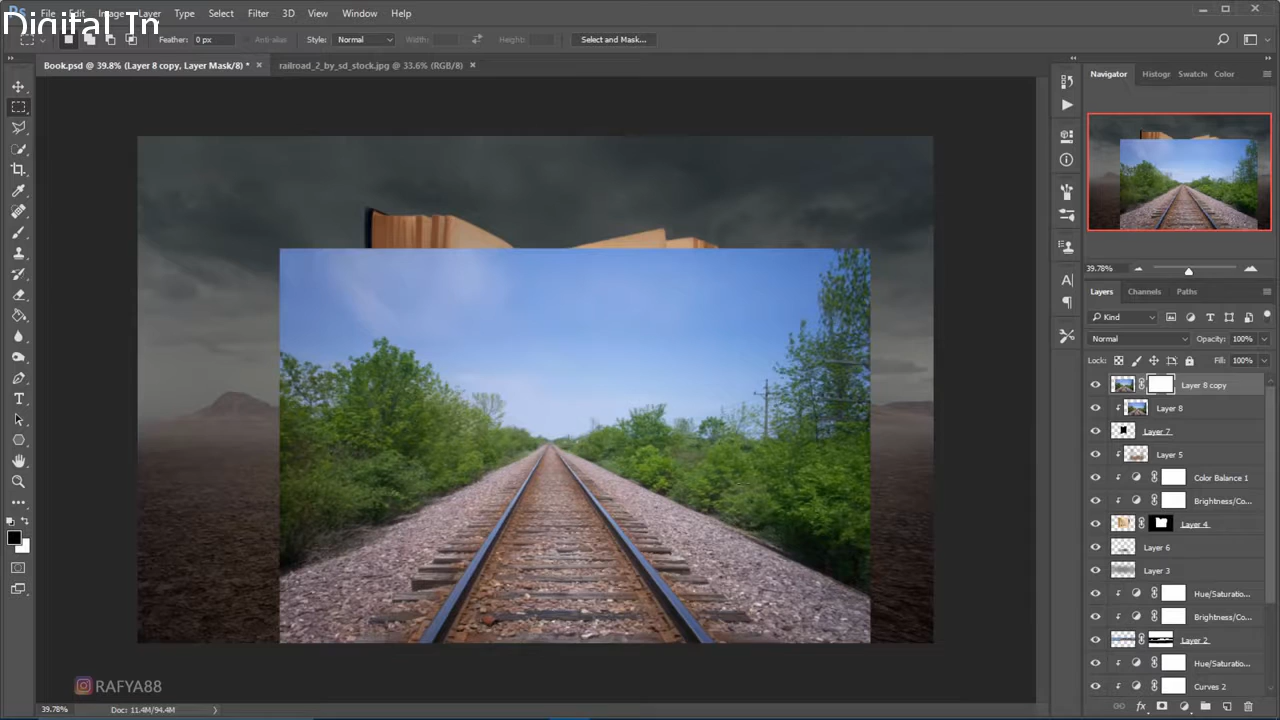 Digital Im
Ps File Edit Image Layer Type Select Filter 3D View Window Help
Feather: 0 px Anti-alias Style: Normal Width: Height: Select and Mask...
Book.psd @ 39.8% (Layer 8 copy, Layer Mask/8) * × railroad_2_by_sd_stock.jpg @ 33.6% (RGB/8) ×
Navigator Histogr Swatch Color
39.78%
Layers Channels Paths
Kind
Normal Opacity: 100%
Lock: Fill: 100%
Layer 8 copy
Layer 8
Layer 7
Layer 5
Color Balance 1
Brightness/Co...
Layer 4
Layer 6
Layer 3
Hue/Saturatio...
Brightness/Co...
Layer 2
Hue/Saturatio...
Curves 2
RAFYA88
39.78% Doc: 11.4M/94.4M